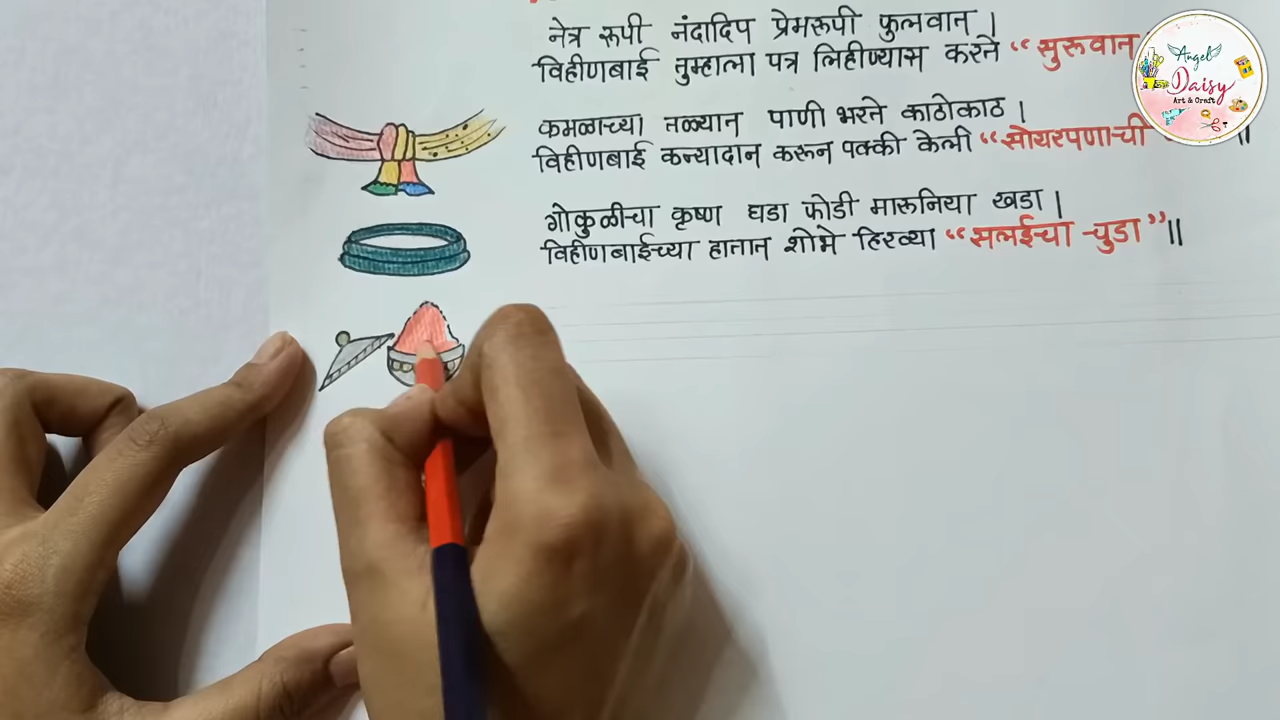 नेत्र रूपी नंदादिप प्रेमरूपी फुलवान |
विहीणबाई तुम्हाला पत्र लिहीण्यास करते “सुरूवात
कमळाच्या तळ्यात पाणी भरते काठोकाठ |
विहीणबाई कन्यादान करून पक्की केली “सोयरपणाची ॥
गोकुळीचा कृष्ण घडा फोडी मारूनिया खडा |
विहीणबाईच्या हातात शोभे हिरव्या “सलईचा चुडा”॥
Angel
Daisy
Art & Craft